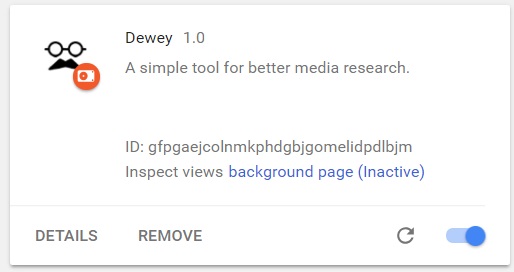 Dewey 1.0
A simple tool for better media research.
ID: gfpgaejcolnmkphdgbjgomelidpdlbjm
Inspect views background page (Inactive)
DETAILS REMOVE